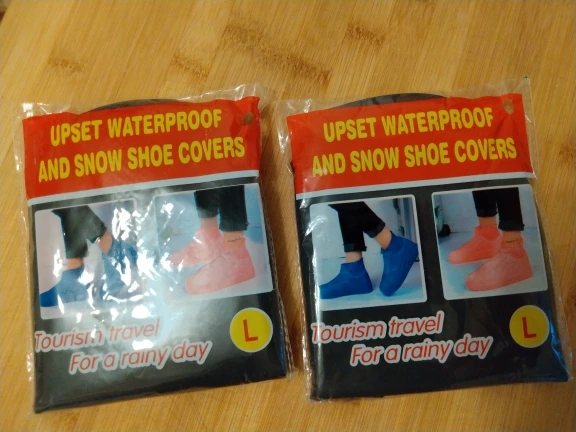 UPSET WATERPROOF
AND SNOW SHOE COVERS
Tourism travel
For a rainy day
L
UPSET WATERPROOF
AND SNOW SHOE COVERS
Tourism travel
For a rainy day
L